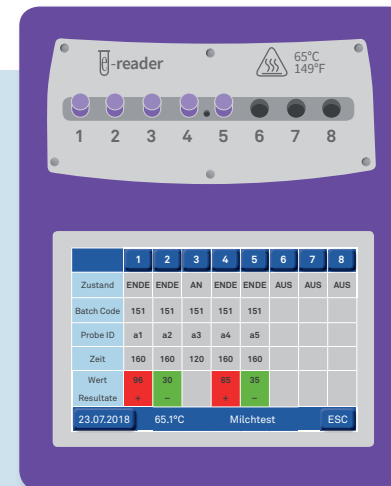 -reader
65°C
149°F
1 2 3 4 5 6 7 8
1 2 3 4 5 6 7 8
Zustand ENDE ENDE AN ENDE ENDE AUS AUS AUS
Batch Code 151 151 151 151 151
Probe ID a1 a2 a3 a4 a5
Zeit 160 160 120 160 160
Wert 96 30 85 35
Resultate + – + –
23.07.2018 65.1°C Milchtest ESC